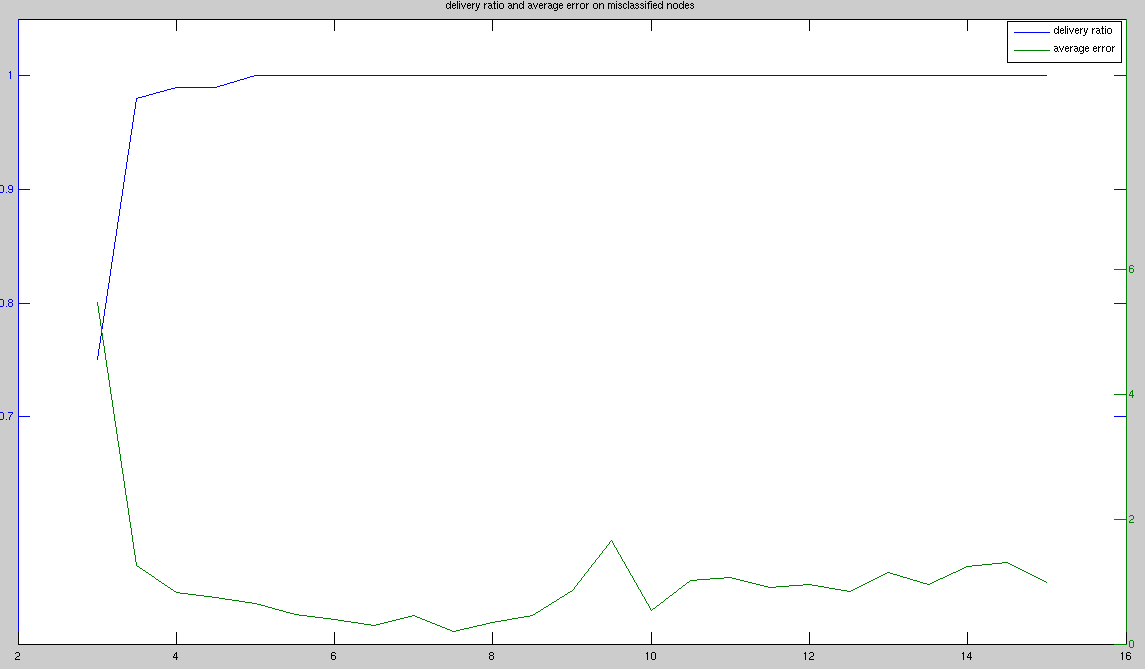 delivery ratio and average error on misclassified nodes
delivery ratio
average error
1
0.9
0.8
0.7
6
4
2
0
2 4 6 8 10 12 14 16